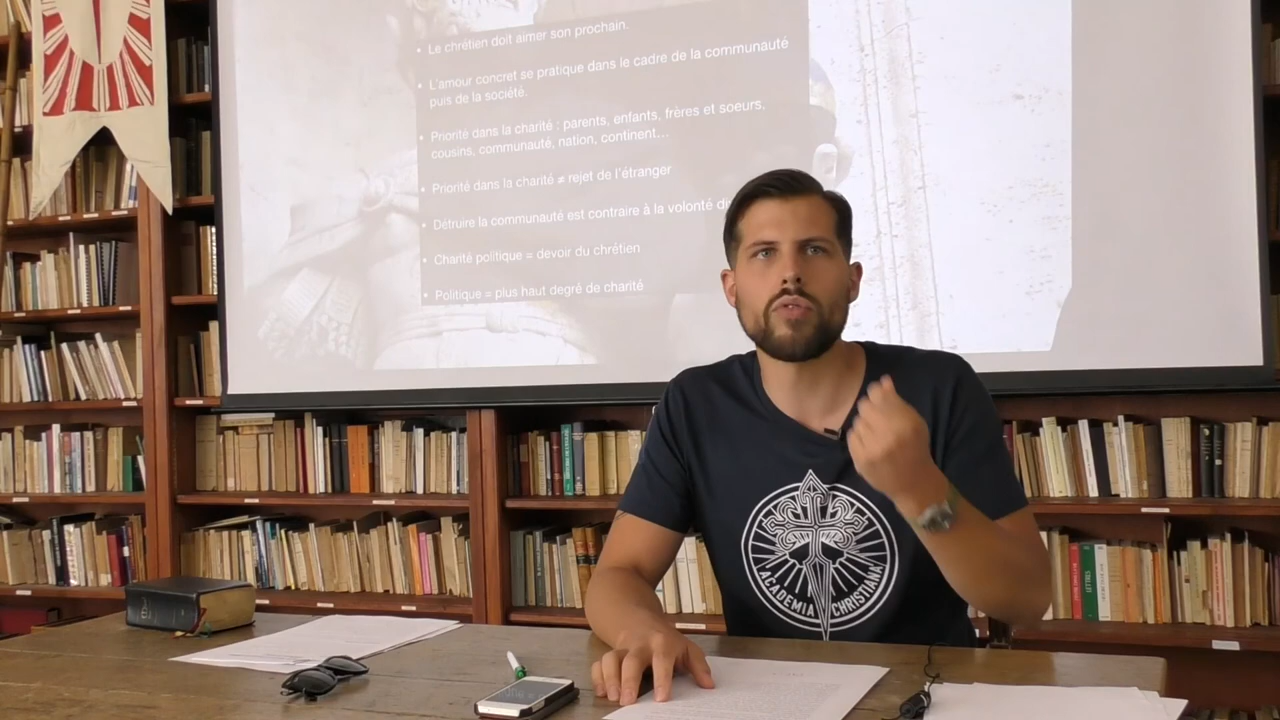 • Le chrétien doit aimer son prochain.
• L'amour concret se pratique dans le cadre de la communauté
puis de la société.
• Priorité dans la charité : parents, enfants, frères et soeurs,
cousins, communauté, nation, continent...
• Priorité dans la charité ≠ rejet de l'étranger
• Détruire la communauté est contraire à la volonté
• Charité politique = devoir du chrétien
• Politique = plus haut degré de charité
ACADEMIA CHRISTIANA